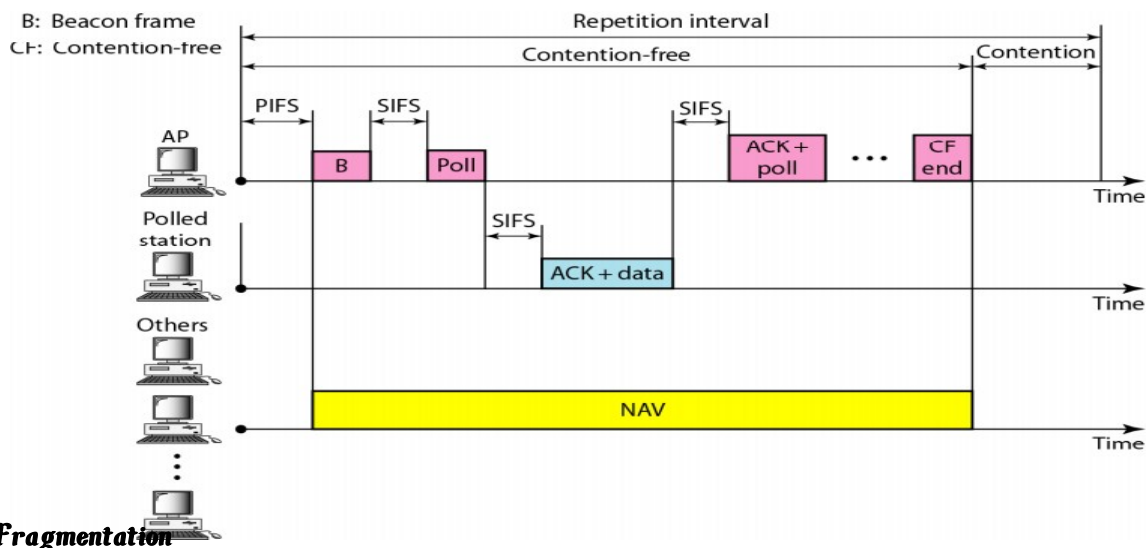 B: Beacon frame
CF: Contention-free
Repetition interval
Contention-free
Contention
PIFS
SIFS
SIFS
AP
B
Poll
ACK +
poll
•••
CF
end
Time
Polled
station
SIFS
ACK + data
Time
Others
NAV
Time
Fragmentation